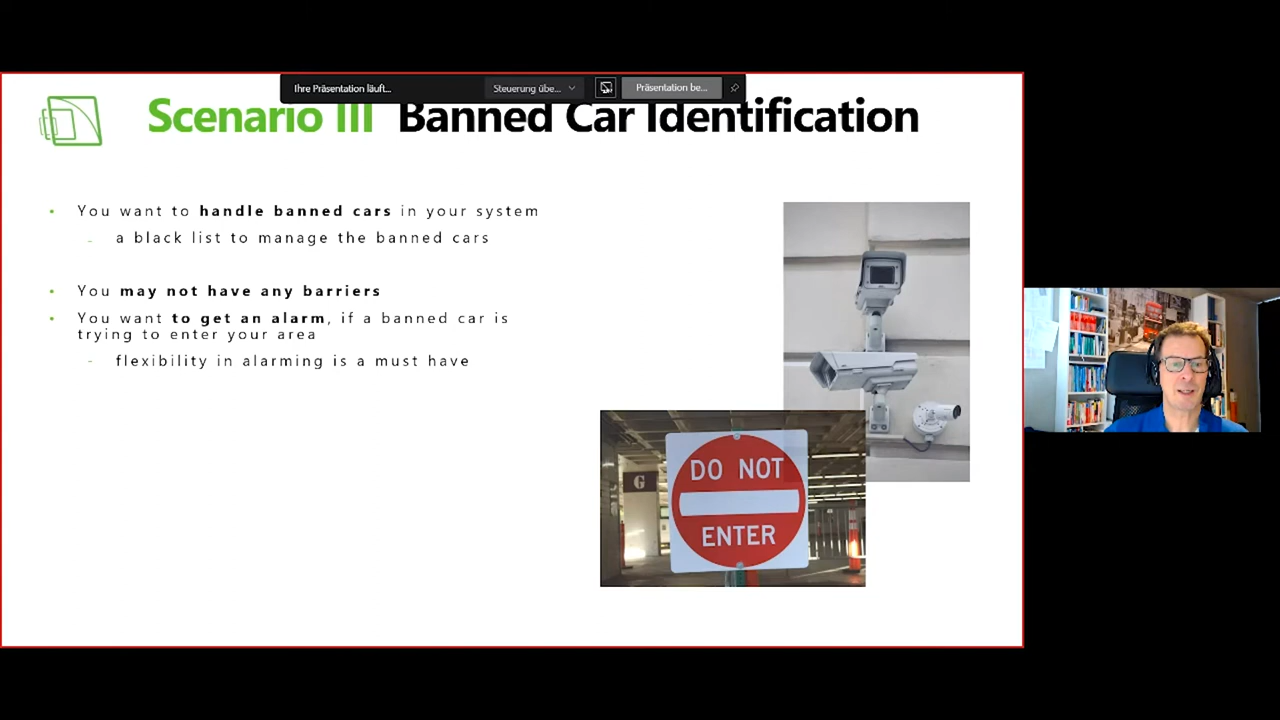 Ihre Präsentation läuft...
Steuerung übe...
Präsentation be...
Scenario III Banned Car Identification
• You want to handle banned cars in your system
- a black list to manage the banned cars
• You may not have any barriers
• You want to get an alarm, if a banned car is
trying to enter your area
- flexibility in alarming is a must have
G
DO NOT
ENTER